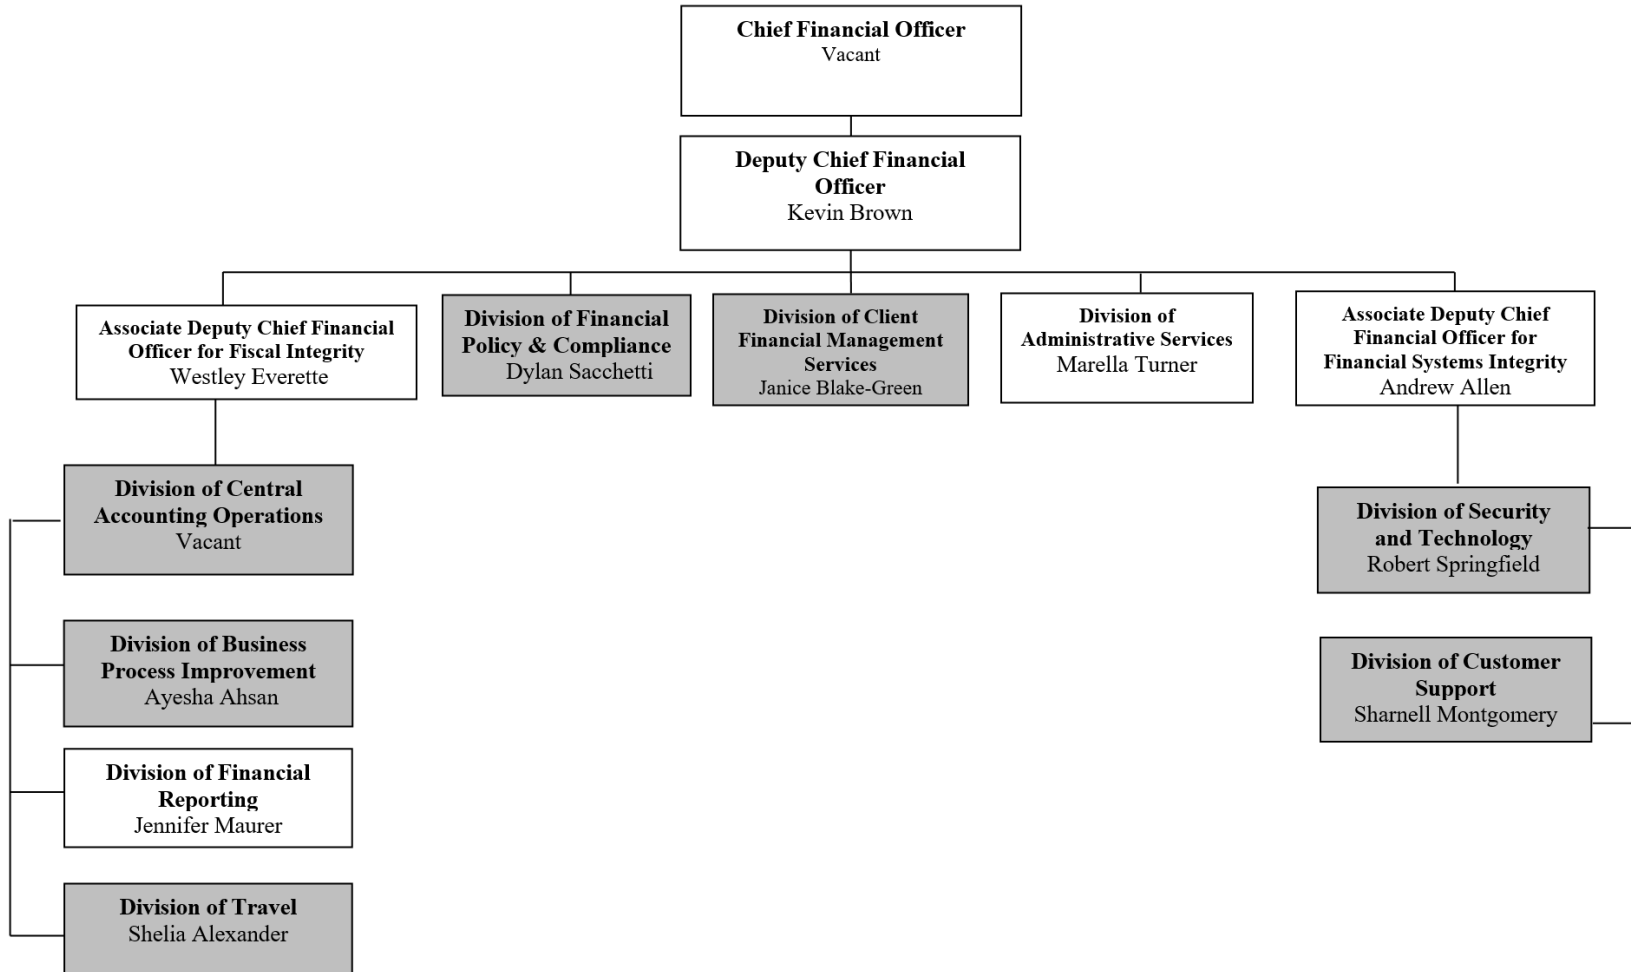 Chief Financial Officer
Vacant
Deputy Chief Financial
Officer
Kevin Brown
Associate Deputy Chief Financial
Officer for Fiscal Integrity
Westley Everette
Division of Financial
Policy & Compliance
Dylan Sacchetti
Division of Client
Financial Management
Services
Janice Blake-Green
Division of
Administrative Services
Marella Turner
Associate Deputy Chief
Financial Officer for
Financial Systems Integrity
Andrew Allen
Division of Central
Accounting Operations
Vacant
Division of Business
Process Improvement
Ayesha Ahsan
Division of Financial
Reporting
Jennifer Maurer
Division of Travel
Shelia Alexander
Division of Security
and Technology
Robert Springfield
Division of Customer
Support
Sharnell Montgomery